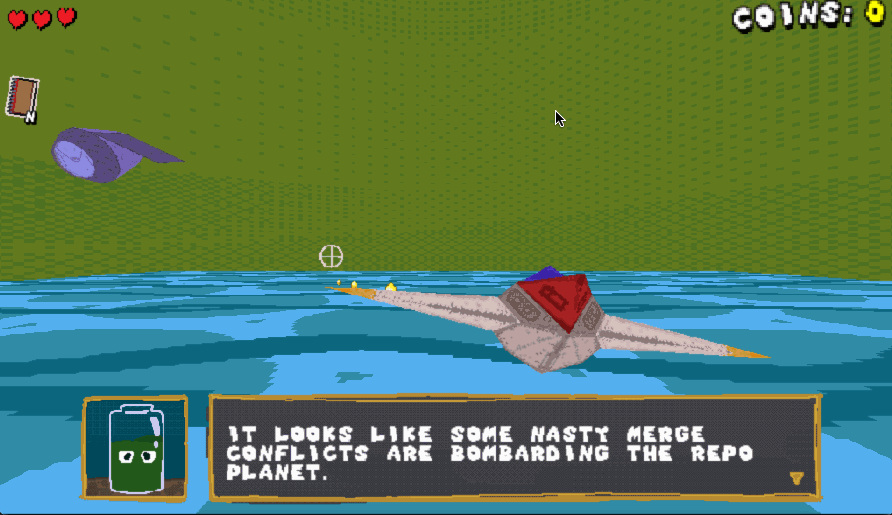 COINS: 0
N
IT LOOKS LIKE SOME NASTY MERGE
CONFLICTS ARE BOMBARDING THE REPO
PLANET.